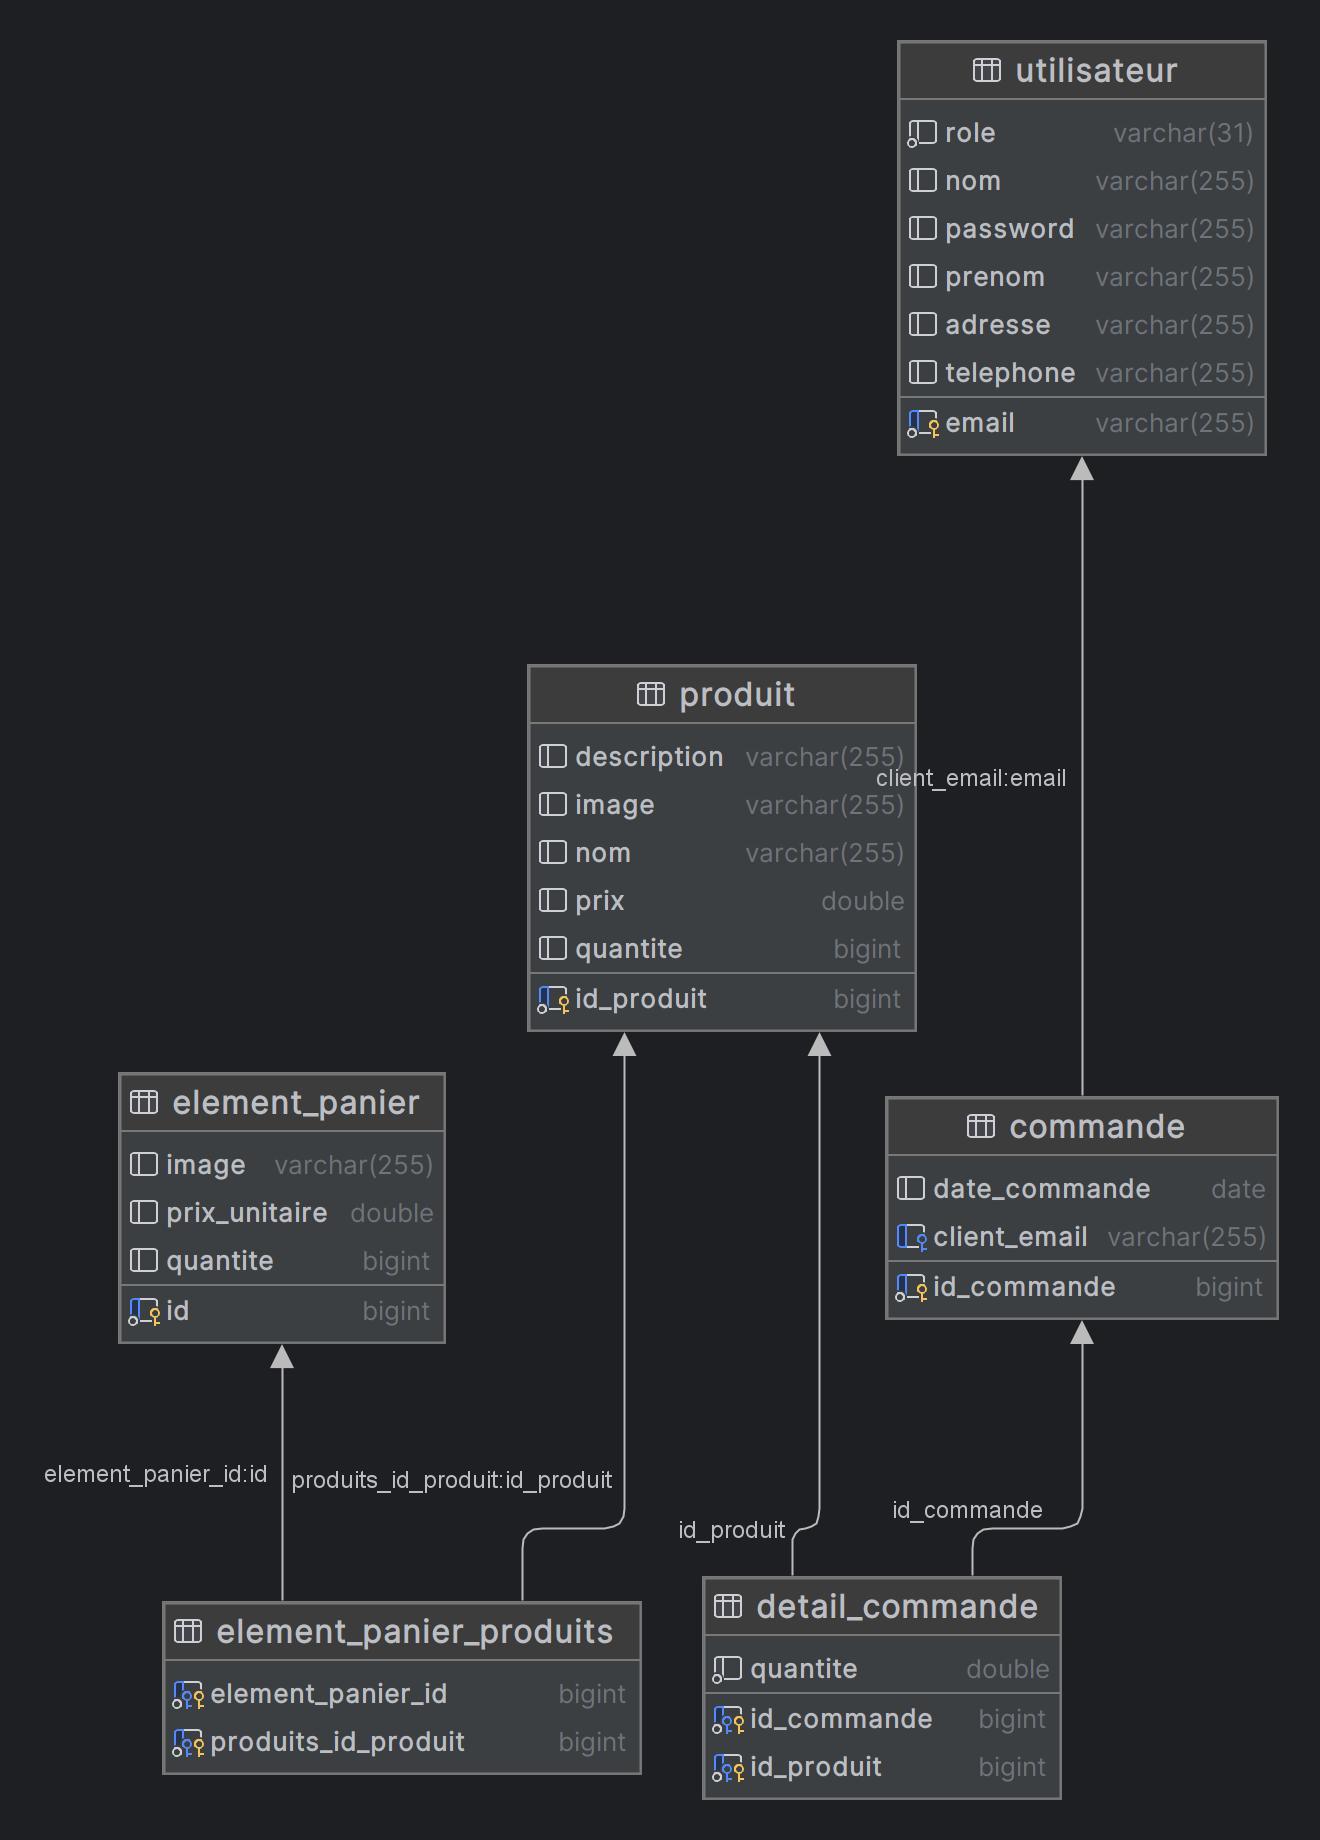 utilisateur
role varchar(31)
nom varchar(255)
password varchar(255)
prenom varchar(255)
adresse varchar(255)
telephone varchar(255)
email varchar(255)
produit
description varchar(255)
image varchar(255)
nom varchar(255)
prix double
quantite bigint
id_produit bigint
client_email:email
element_panier
image varchar(255)
prix_unitaire double
quantite bigint
id bigint
commande
date_commande date
client_email varchar(255)
id_commande bigint
element_panier_id:id
produits_id_produit:id_produit
id_produit
id_commande
element_panier_produits
element_panier_id bigint
produits_id_produit bigint
detail_commande
quantite double
id_commande bigint
id_produit bigint